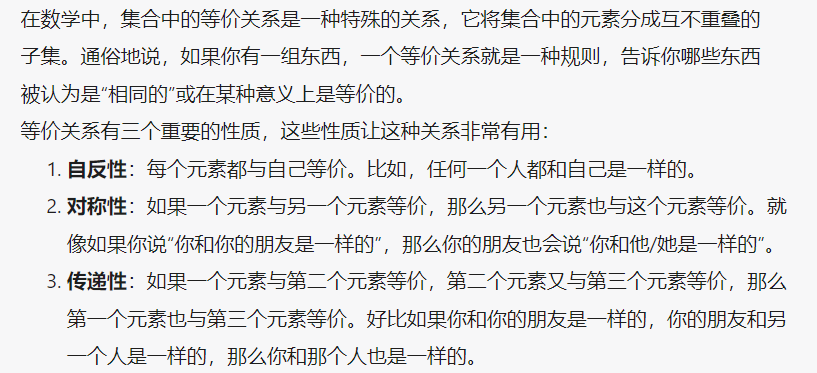 在数学中，集合中的等价关系是一种特殊的关系，它将集合中的元素分成互不重叠的
子集。通俗地说，如果你有一组东西，一个等价关系就是一种规则，告诉你哪些东西
被认为是“相同的”或在某种意义上是等价的。
等价关系有三个重要的性质，这些性质让这种关系非常有用：
1. 自反性：每个元素都与自己等价。比如，任何一个人都和自己是一样的。
2. 对称性：如果一个元素与另一个元素等价，那么另一个元素也与这个元素等价。就
像如果你说“你和你的朋友是一样的”，那么你的朋友也会说“你和他/她是一样的”。
3. 传递性：如果一个元素与第二个元素等价，第二个元素又与第三个元素等价，那么
第一个元素也与第三个元素等价。好比如果你和你的朋友是一样的，你的朋友和另
一个人是一样的，那么你和那个人也是一样的。